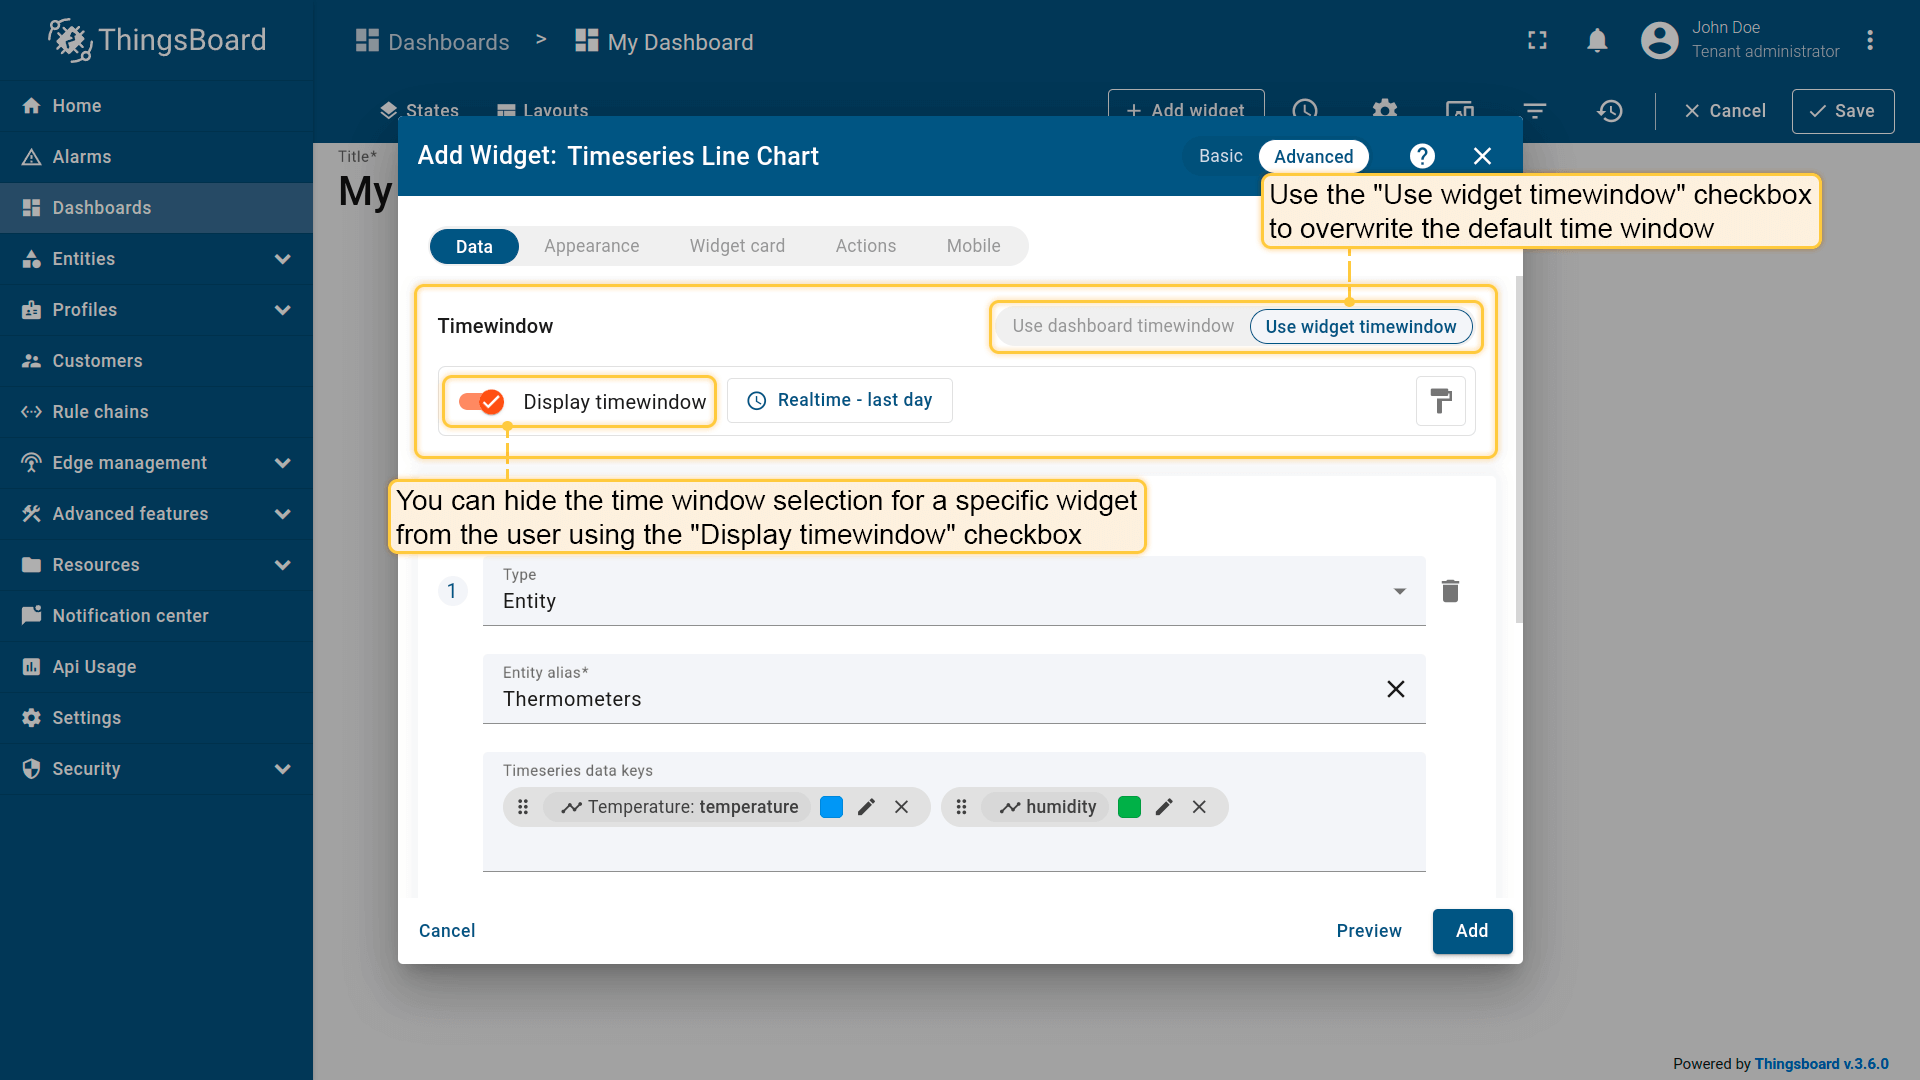 ThingsBoard
Dashboards > My Dashboard
John Doe
Tenant administrator
Home
Alarms
Dashboards
Entities
Profiles
Customers
Rule chains
Edge management
Advanced features
Resources
Notification center
Api Usage
Settings
Security
States Layouts + Add widget Cancel Save
Title*
My
Add Widget: Timeseries Line Chart
Basic Advanced ?
Use the "Use widget timewindow" checkbox
to overwrite the default time window
Data Appearance Widget card Actions Mobile
Timewindow
Use dashboard timewindow Use widget timewindow
Display timewindow Realtime - last day
You can hide the time window selection for a specific widget
from the user using the "Display timewindow" checkbox
1
Type
Entity
Entity alias*
Thermometers
Timeseries data keys
Temperature: temperature humidity
Cancel Preview Add
Powered by Thingsboard v.3.6.0